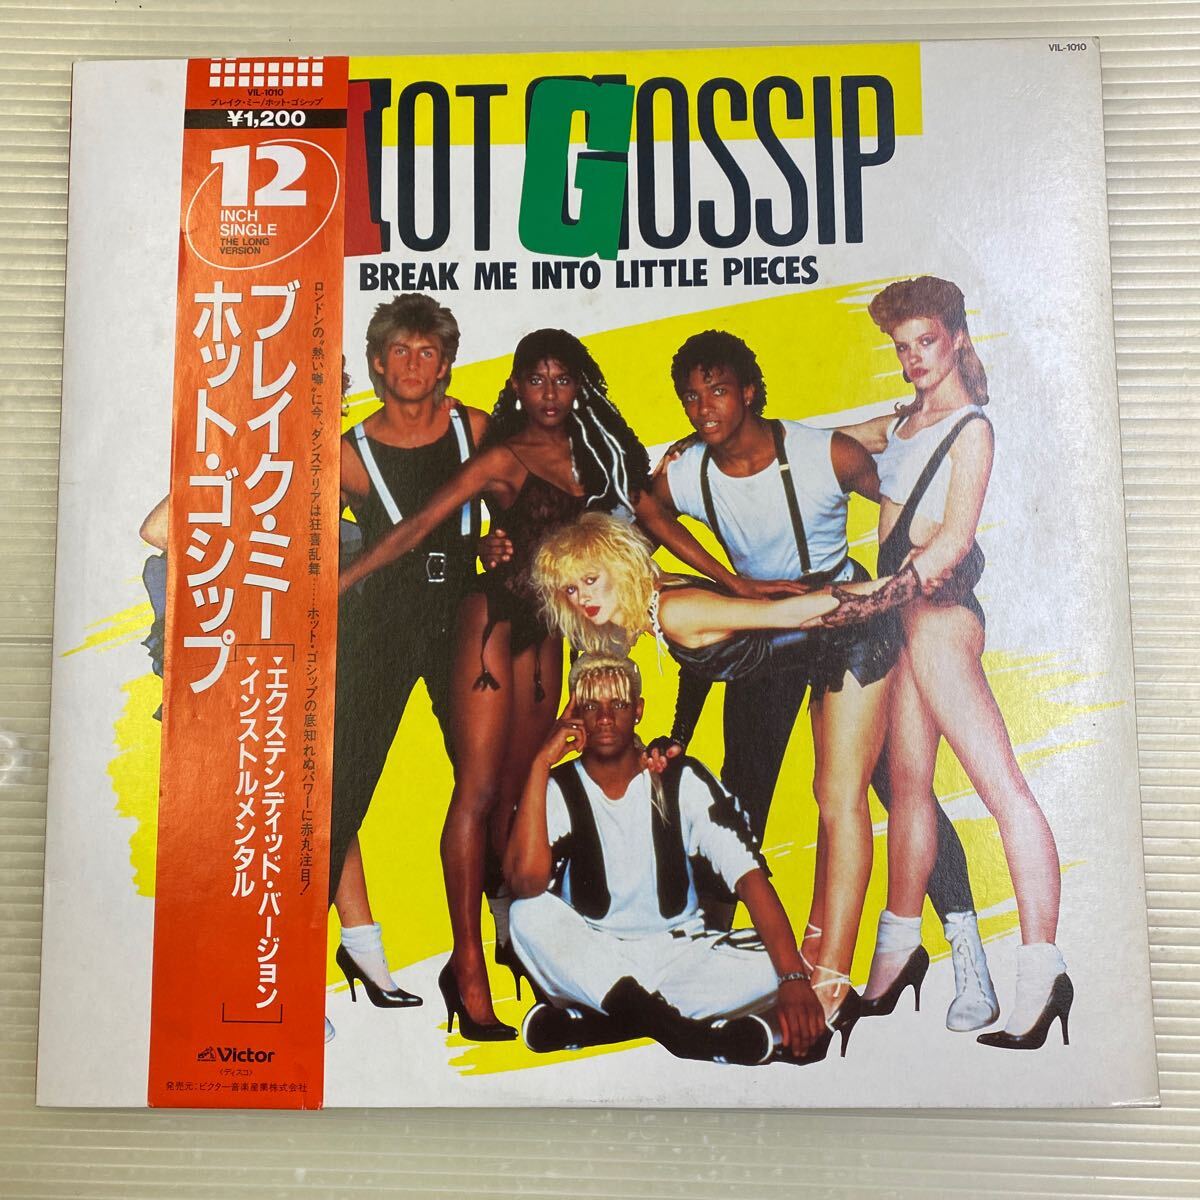 VIL-1010
ブレイク・ミー/ホット・ゴシップ
¥1,200
12
INCH
SINGLE
THE LONG
VERSION
ロンドンの“熱い噂”に今、ダンステリアは狂喜乱舞……ホット・ゴシップの底知れぬパワーに赤丸注目!
ブレイク・ミー
ホット・ゴシップ
▼エクステンディッド・バージョン
▼インストルメンタル
Victor
〈ディスコ〉
発売元:ビクター音楽産業株式会社
HOT GOSSIP
BREAK ME INTO LITTLE PIECES
VIL-1010